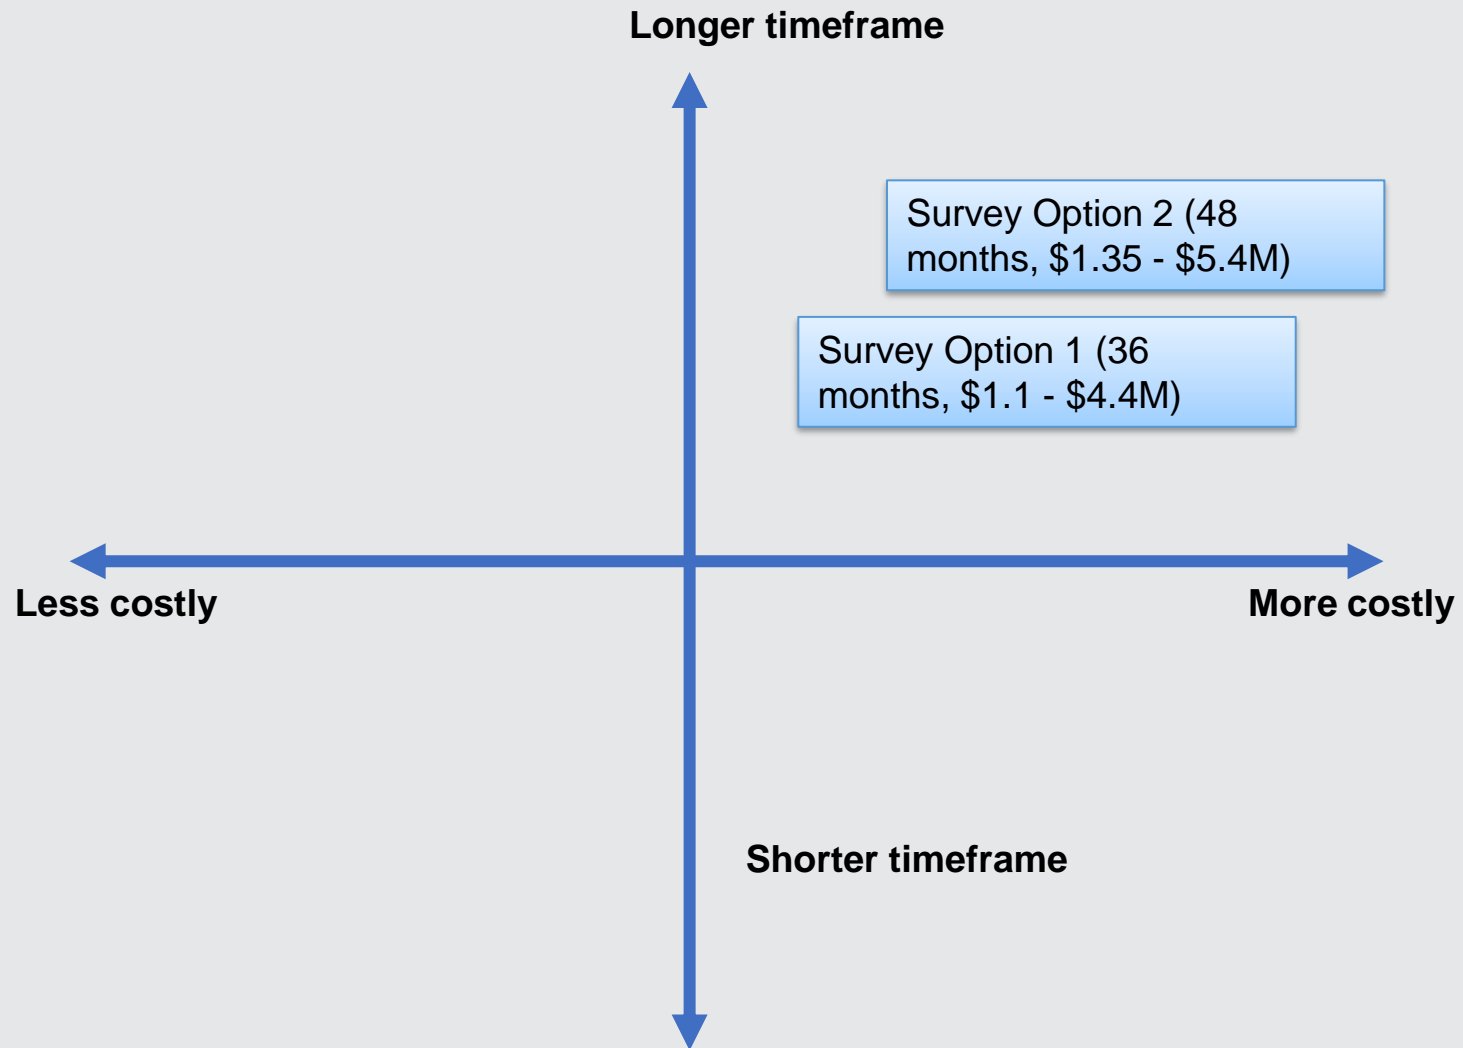 Longer timeframe
Survey Option 2 (48
months, $1.35 - $5.4M)
Survey Option 1 (36
months, $1.1 - $4.4M)
Less costly
More costly
Shorter timeframe